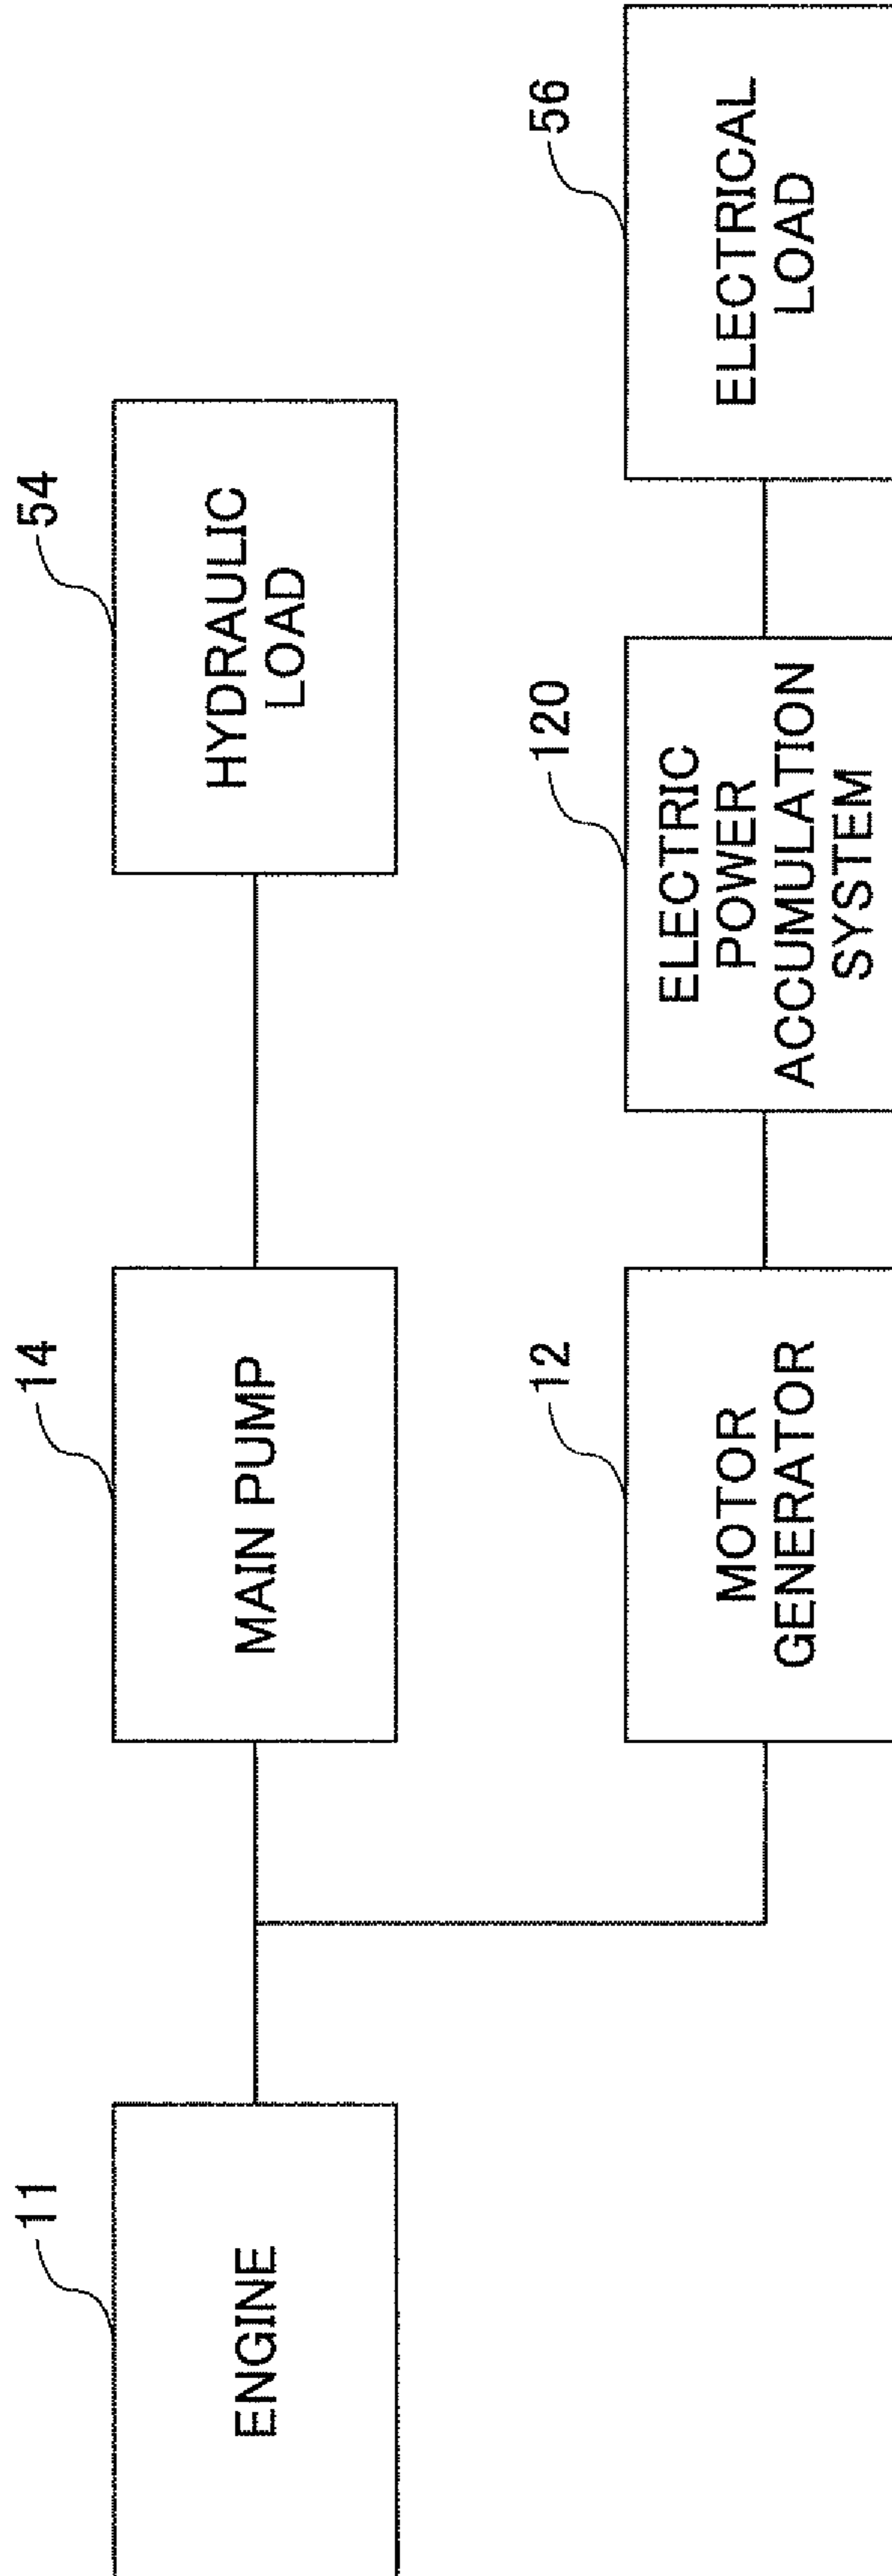 11
ENGINE
14
MAIN PUMP
54
HYDRAULIC
LOAD
12
MOTOR
GENERATOR
120
ELECTRIC
POWER
ACCUMULATION
SYSTEM
56
ELECTRICAL
LOAD